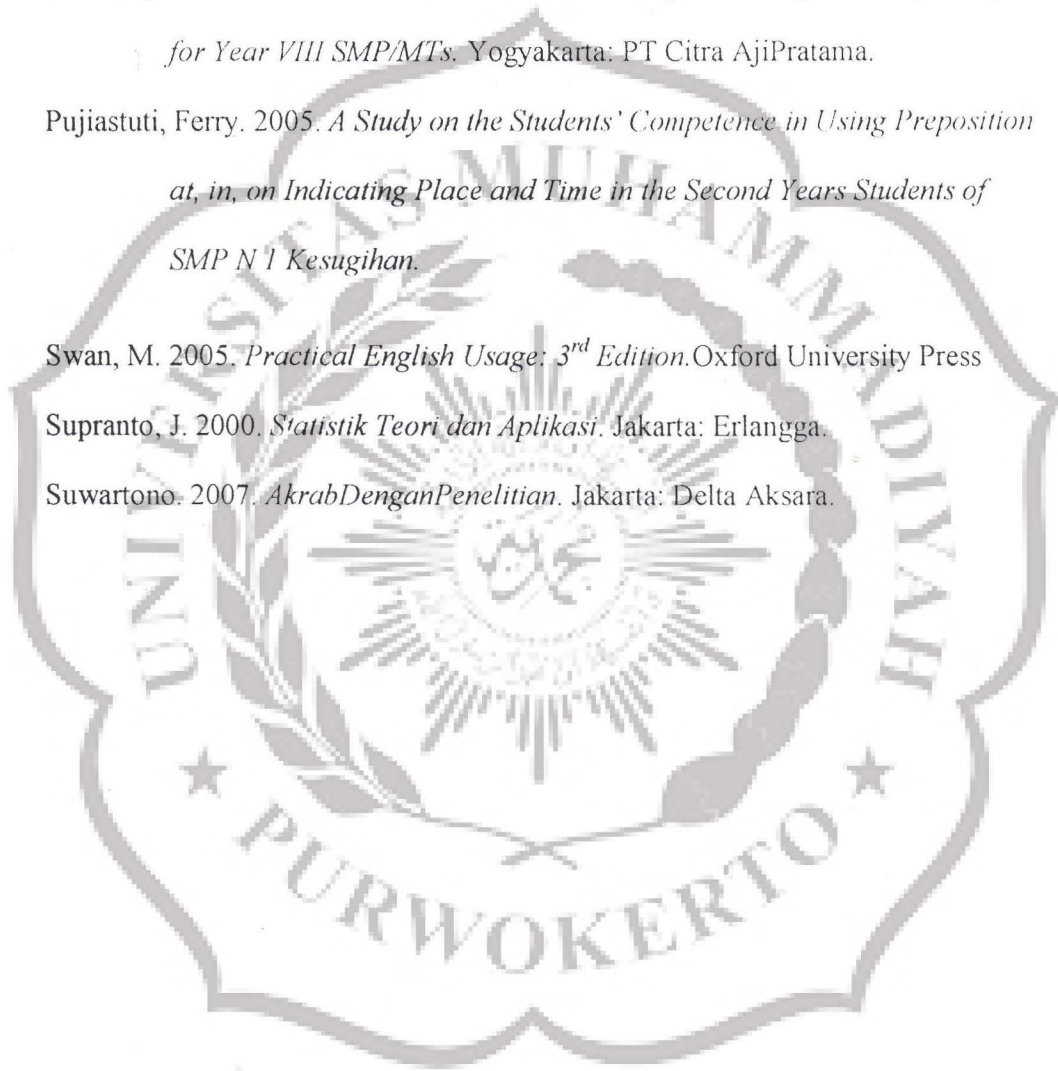 for Year VIII SMP/MTs. Yogyakarta: PT Citra AjiPratama.
Pujiastuti, Ferry. 2005. A Study on the Students' Competence in Using Preposition
at, in, on Indicating Place and Time in the Second Years Students of
SMP N 1 Kesugihan.
Swan, M. 2005. Practical English Usage: 3rd Edition.Oxford University Press
Supranto, J. 2000. Statistik Teori dan Aplikasi. Jakarta: Erlangga.
Suwartono. 2007. AkrabDenganPenelitian. Jakarta: Delta Aksara.
UNIVERSITAS MUHAMMADIYAH
PURWOKERTO